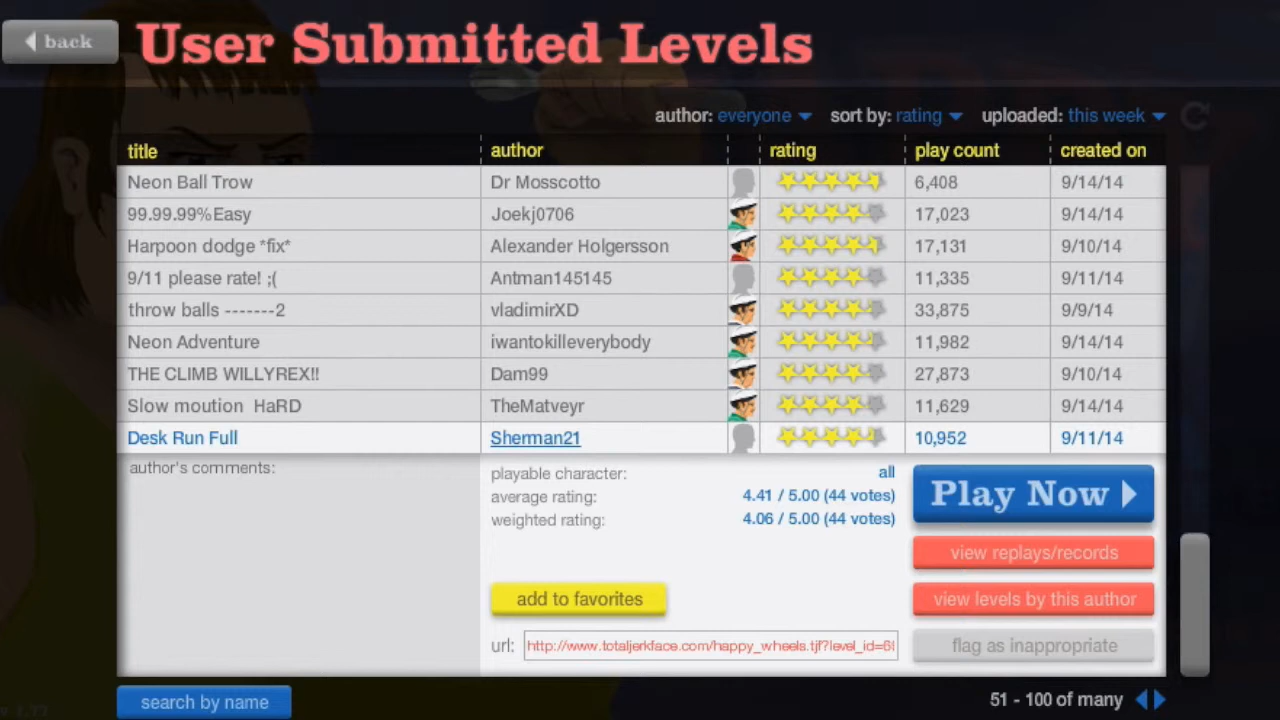 back
User Submitted Levels
author: everyone sort by: rating uploaded: this week
title author rating play count created on
Neon Ball Trow Dr Mosscotto 6,408 9/14/14
99.99.99%Easy Joekj0706 17,023 9/14/14
Harpoon dodge *fix* Alexander Holgersson 17,131 9/10/14
9/11 please rate! ;( Antman145145 11,335 9/11/14
throw balls -------2 vladimirXD 33,875 9/9/14
Neon Adventure iwantokilleverybody 11,982 9/14/14
THE CLIMB WILLYREX!! Dam99 27,873 9/10/14
Slow moution HaRD TheMatveyr 11,629 9/14/14
Desk Run Full Sherman21 10,952 9/11/14
author's comments:
playable character: all
average rating: 4.41 / 5.00 (44 votes)
weighted rating: 4.06 / 5.00 (44 votes)
Play Now
view replays/records
add to favorites
view levels by this author
url: http://www.totaljerkface.com/happy_wheels.tjf?level_id=6
flag as inappropriate
search by name
51 - 100 of many